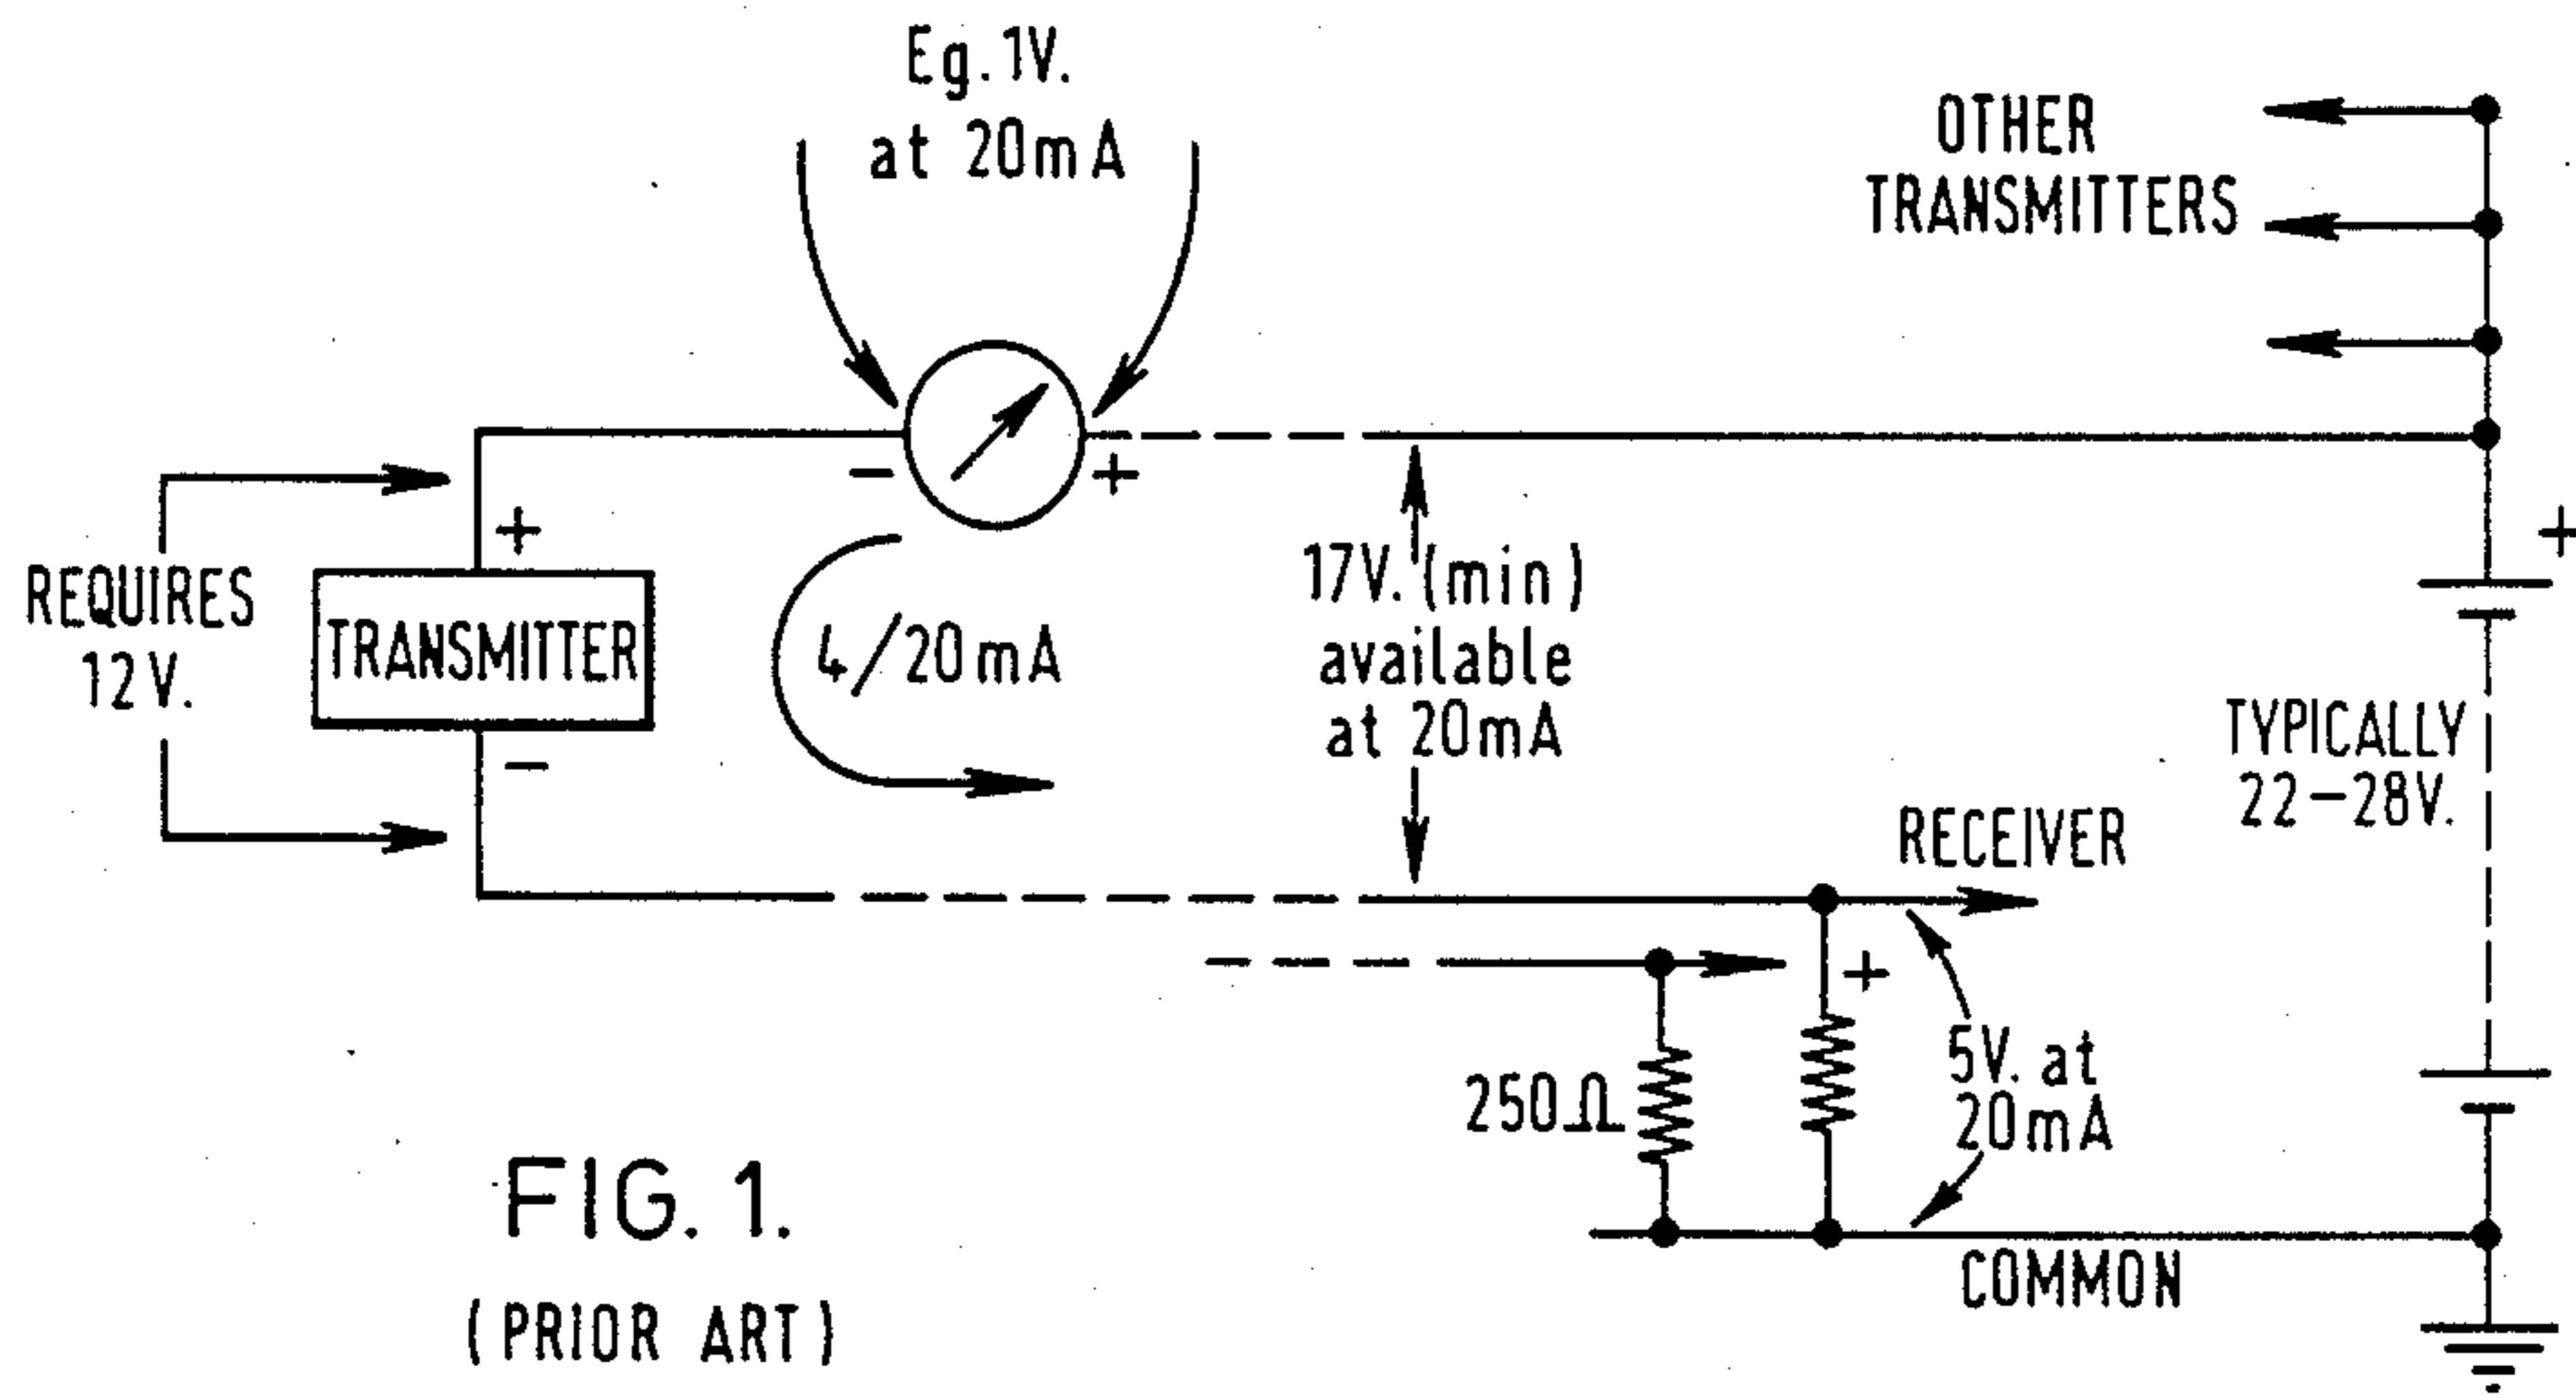 Eg. 1V.
at 20mA
OTHER
TRANSMITTERS
-
+
+
+
REQUIRES
12V.
TRANSMITTER
4/20mA
17V. (min)
available
at 20mA
-
TYPICALLY
22-28V.
RECEIVER
+
250Ω
5V. at
20mA
COMMON
FIG. 1.
(PRIOR ART)